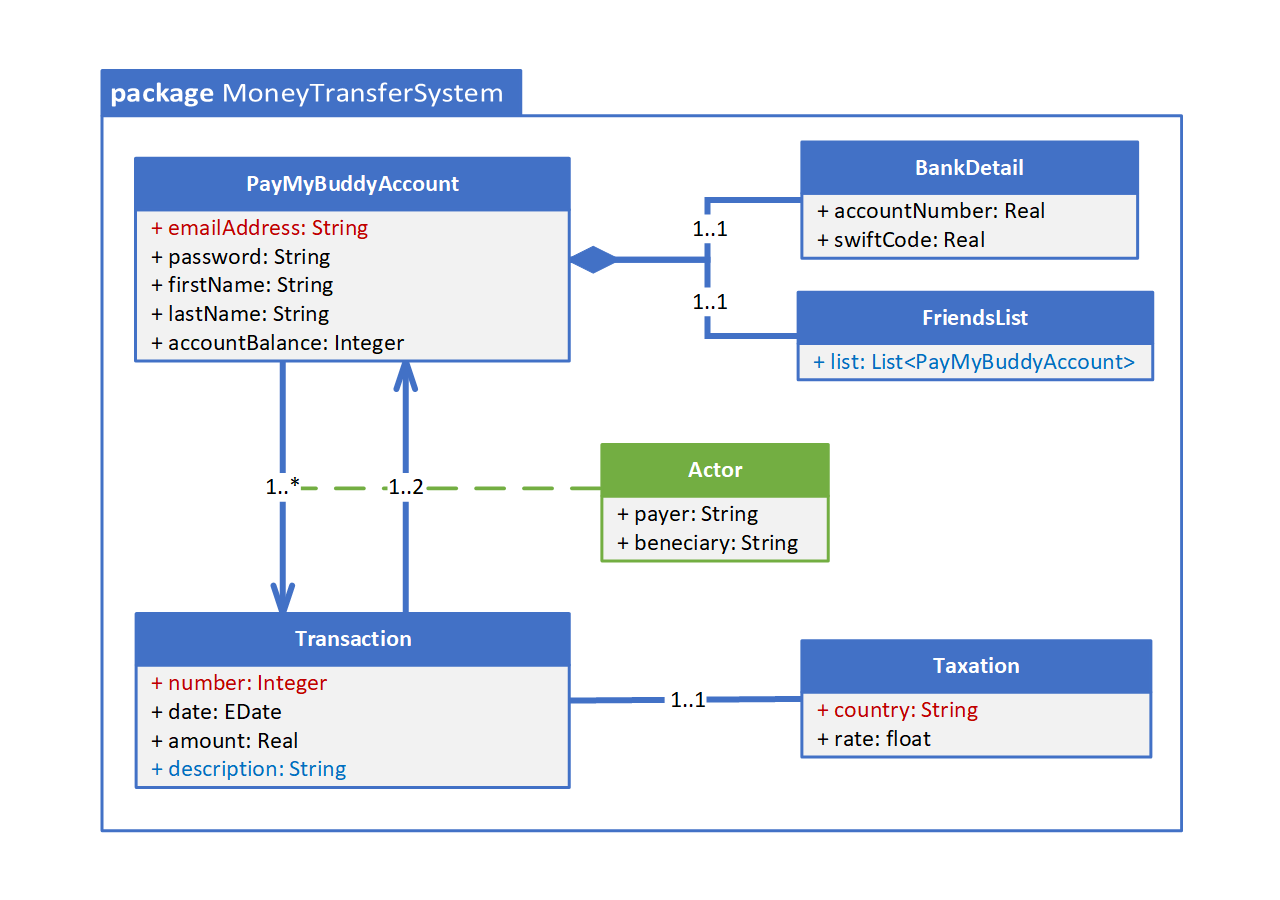 package MoneyTransferSystem
PayMyBuddyAccount
+ emailAddress: String
+ password: String
+ firstName: String
+ lastName: String
+ accountBalance: Integer
1..1
1..1
BankDetail
+ accountNumber: Real
+ swiftCode: Real
FriendsList
+ list: List<PayMyBuddyAccount>
1..*
1..2
Actor
+ payer: String
+ beneciary: String
Transaction
+ number: Integer
+ date: EDate
+ amount: Real
+ description: String
1..1
Taxation
+ country: String
+ rate: float